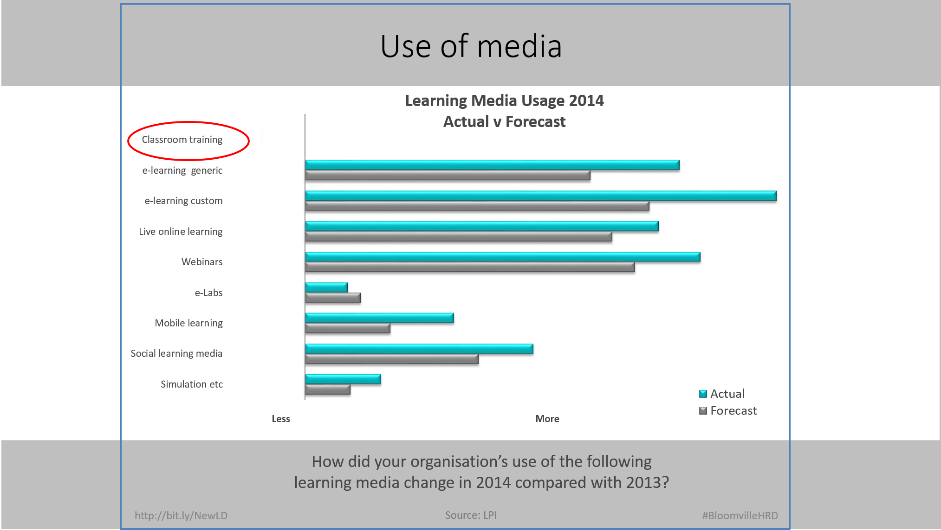 Use of media
Learning Media Usage 2014
Actual v Forecast
Classroom training
e-learning generic
e-learning custom
Live online learning
Webinars
e-Labs
Mobile learning
Social learning media
Simulation etc
Less
More
Actual
Forecast
How did your organisation's use of the following
learning media change in 2014 compared with 2013?
http://bit.ly/NewLD
Source: LPI
#BloomvilleHRD